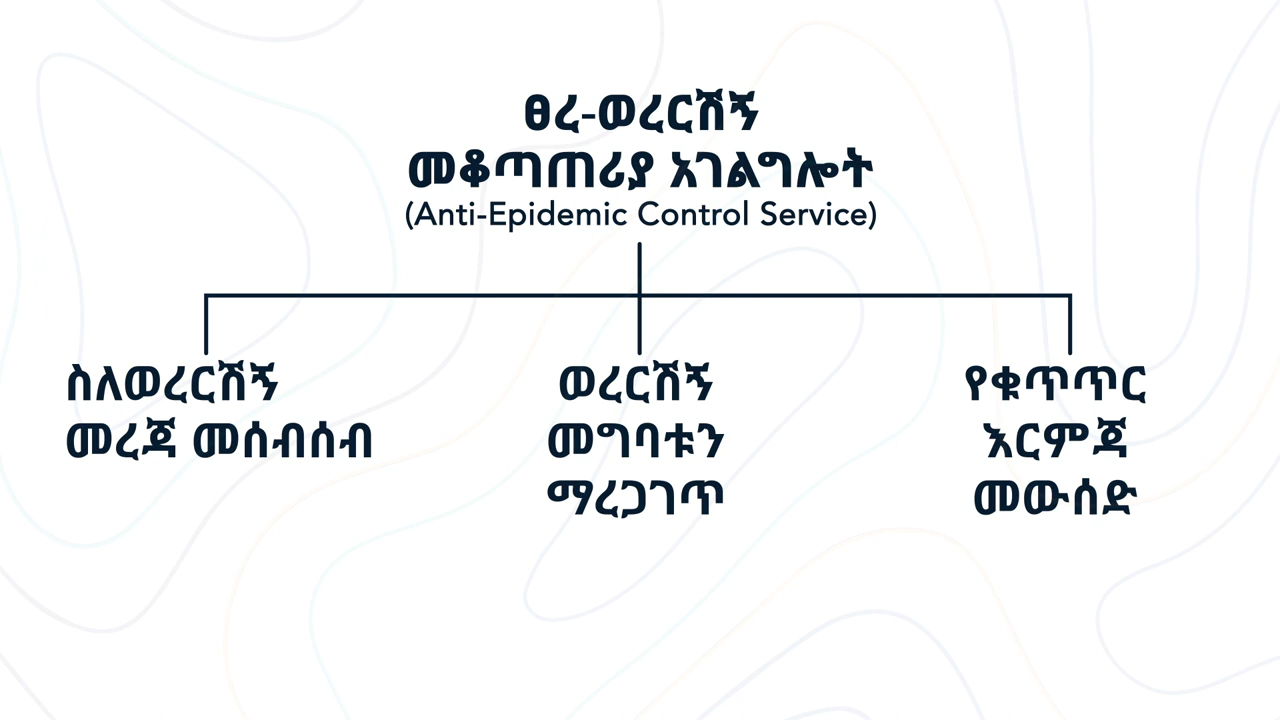 ፀረ-ወረርሽኝ
መቆጣጠሪያ አገልግሎት
(Anti-Epidemic Control Service)
ስለወረርሽኝ
መረጃ መሰብሰብ
ወረርሽኝ
መግባቱን
ማረጋገጥ
የቁጥጥር
እርምጃ
መውሰድ